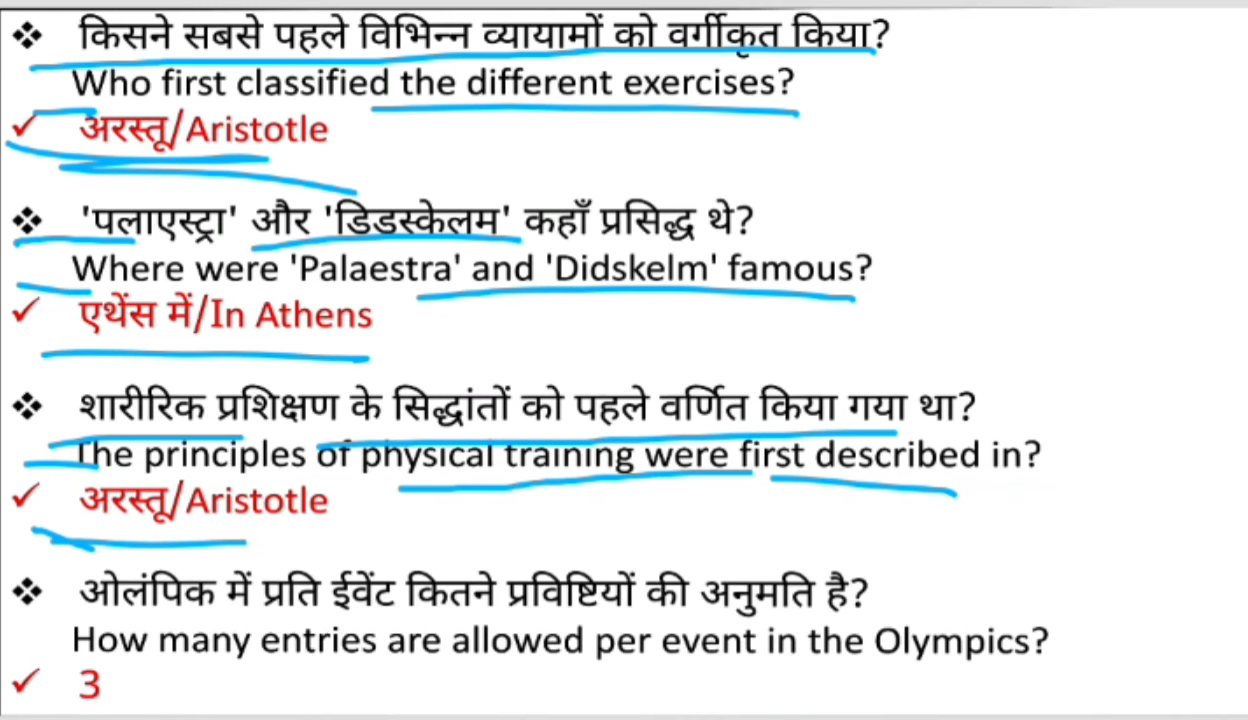 ❖ किसने सबसे पहले विभिन्न व्यायामों को वर्गीकृत किया?
Who first classified the different exercises?
✓ अरस्तू/Aristotle
❖ 'पलाएस्ट्रा' और 'डिडस्केलम' कहाँ प्रसिद्ध थे?
Where were 'Palaestra' and 'Didskelm' famous?
✓ एथेंस में/In Athens
❖ शारीरिक प्रशिक्षण के सिद्धांतों को पहले वर्णित किया गया था?
The principles of physical training were first described in?
✓ अरस्तू/Aristotle
❖ ओलंपिक में प्रति ईवेंट कितने प्रविष्टियों की अनुमति है?
How many entries are allowed per event in the Olympics?
✓ 3